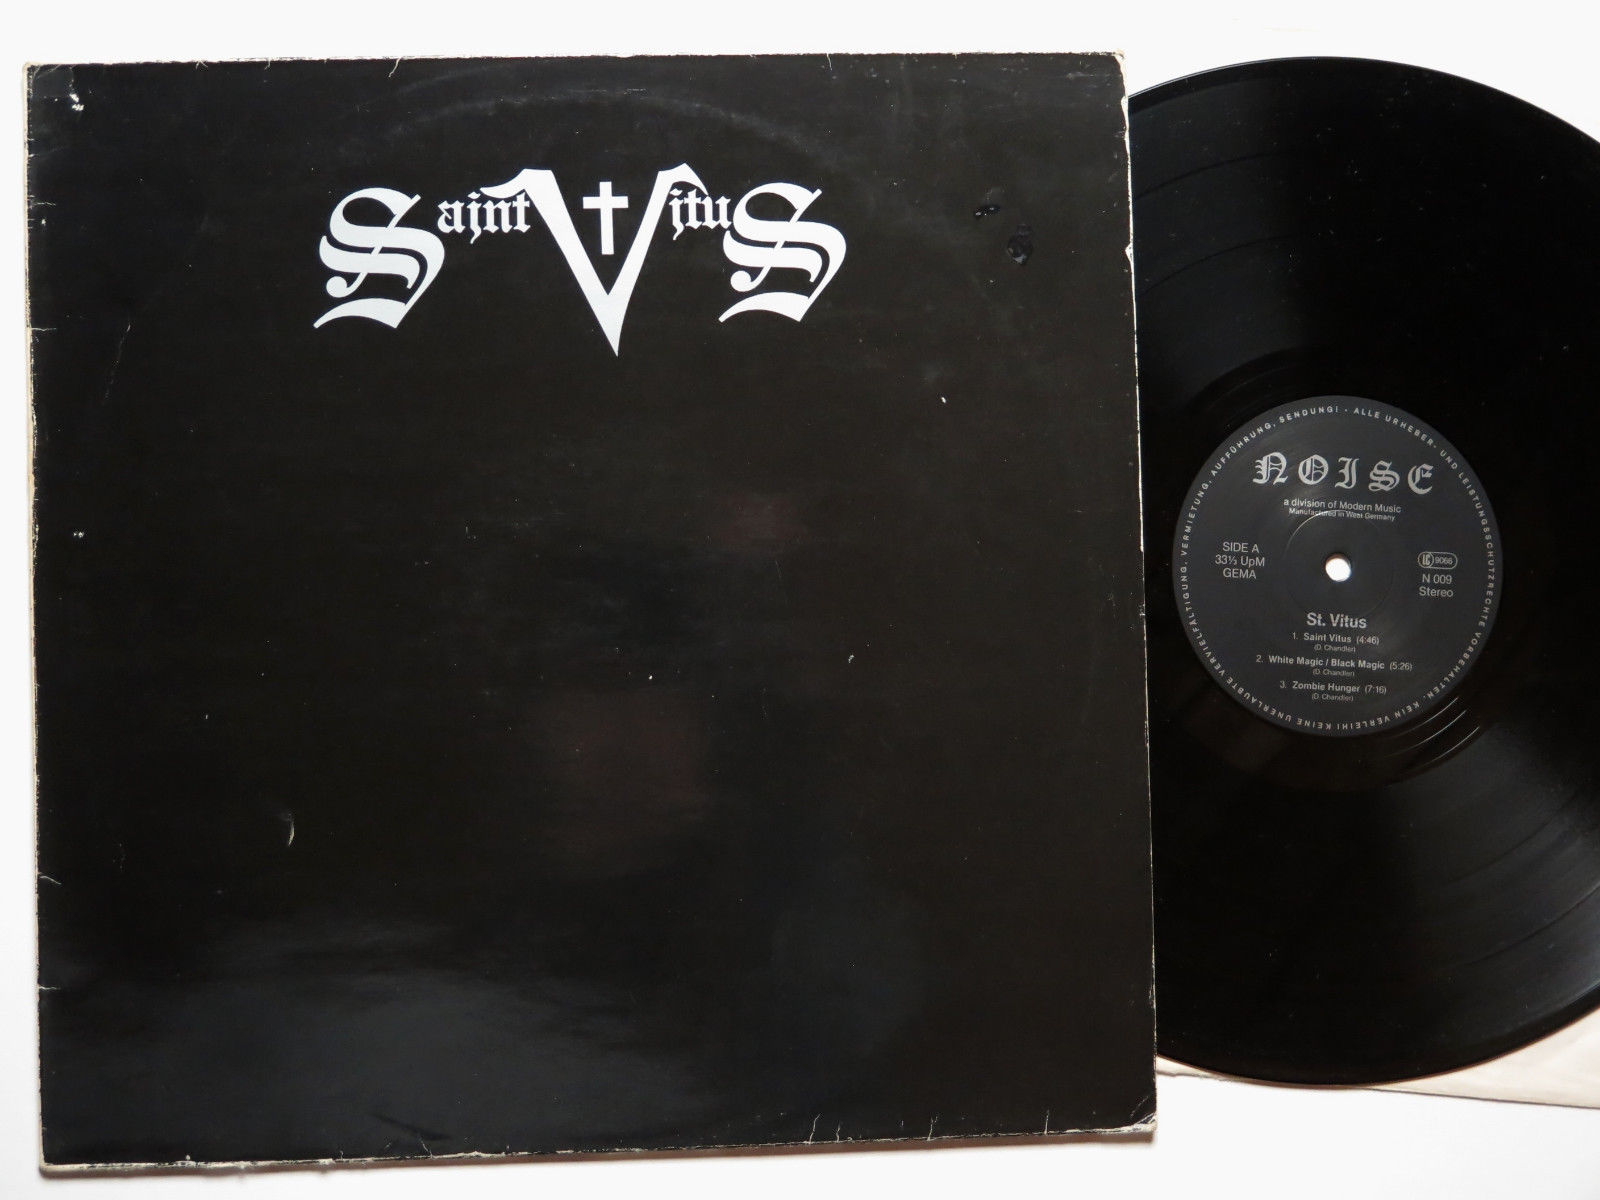 Saint Vitus
NOISE
a division of Modern Music
Manufactured in West Germany
SIDE A
33⅓ UpM
GEMA
LC 9066
N 009
Stereo
St. Vitus
1. Saint Vitus (4:46)
(D. Chandler)
2. White Magic / Black Magic (5:26)
(D. Chandler)
3. Zombie Hunger (7:16)
(D. Chandler)
ALLE URHEBER- UND LEISTUNGSSCHUTZRECHTE VORBEHALTEN. KEIN VERLEIH! KEINE UNERLAUBTE VERVIELFÄLTIGUNG, VERMIETUNG, AUFFÜHRUNG, SENDUNG! ·